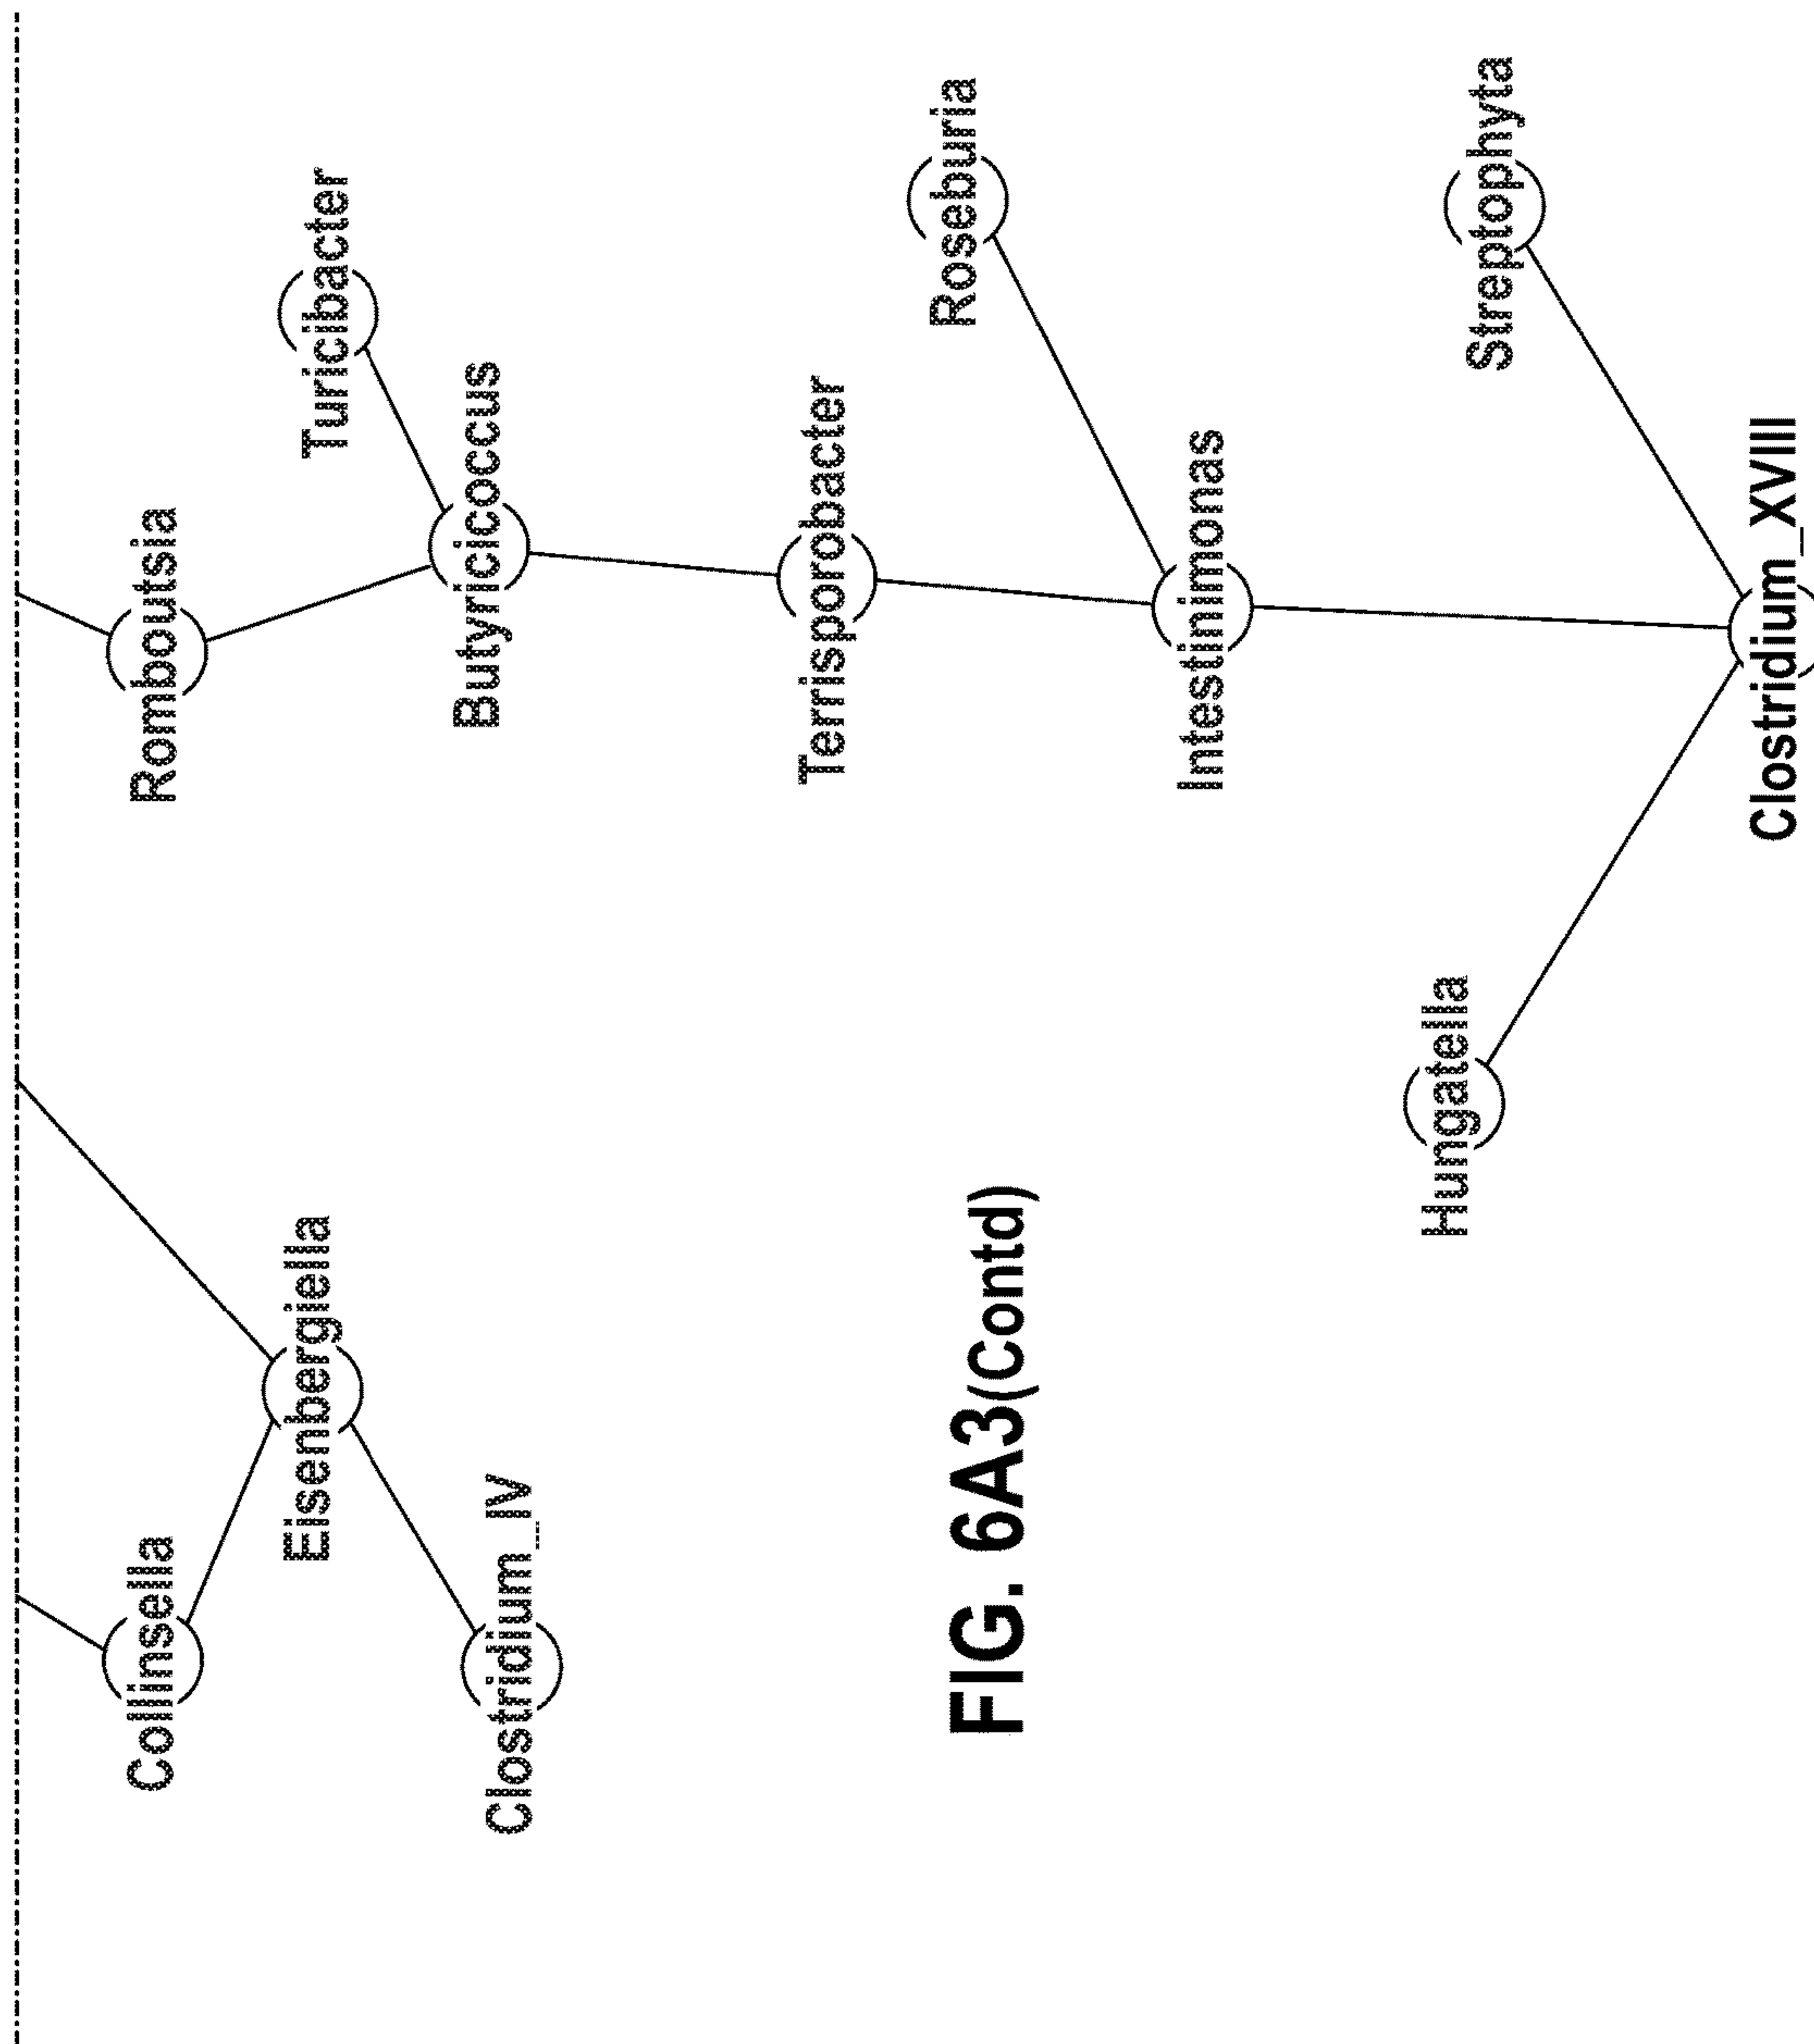 Collinsella
Eisenbergiella
Clostridium_IV
Romboutsia
Turicibacter
Butyricicoccus
Terrisporobacter
Roseburia
Intestinimonas
Hungatella
Streptophyta
Clostridium_XVIII
FIG. 6A3(Contd)